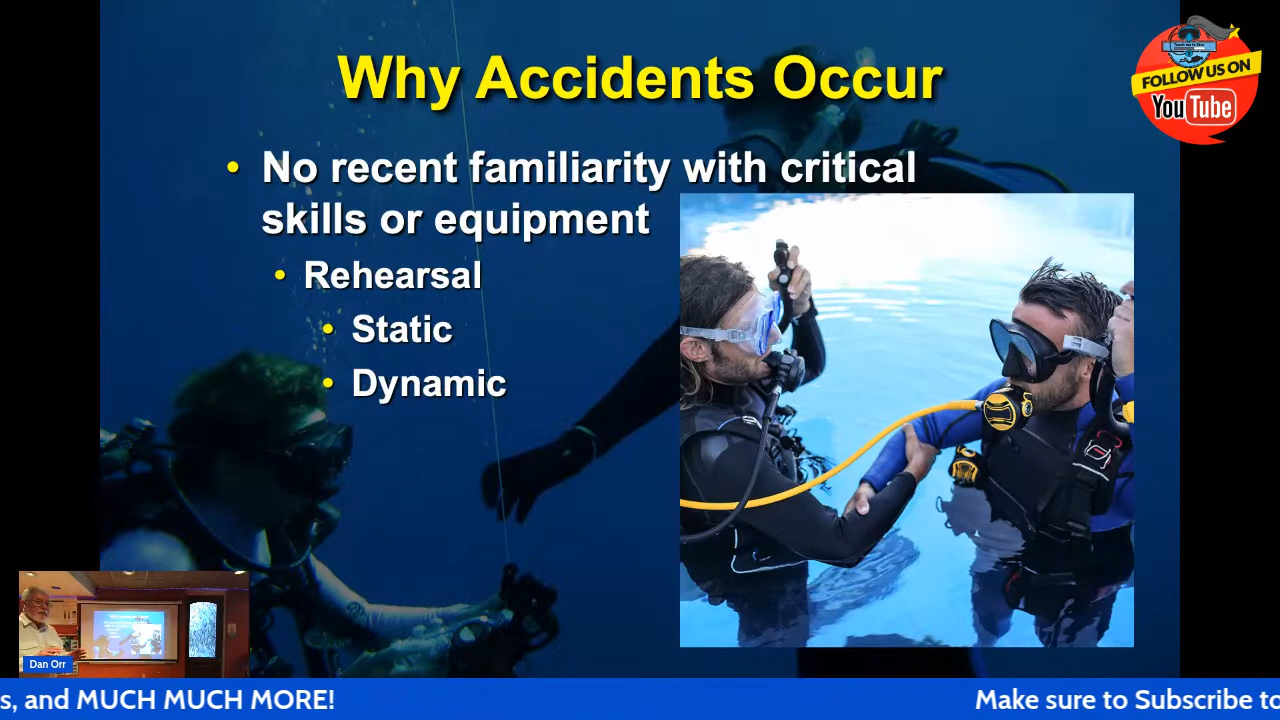 Why Accidents Occur
FOLLOW US ON
YouTube
• No recent familiarity with critical
skills or equipment
• Rehearsal
• Static
• Dynamic
Dan Orr
s, and MUCH MUCH MORE!
Make sure to Subscribe to